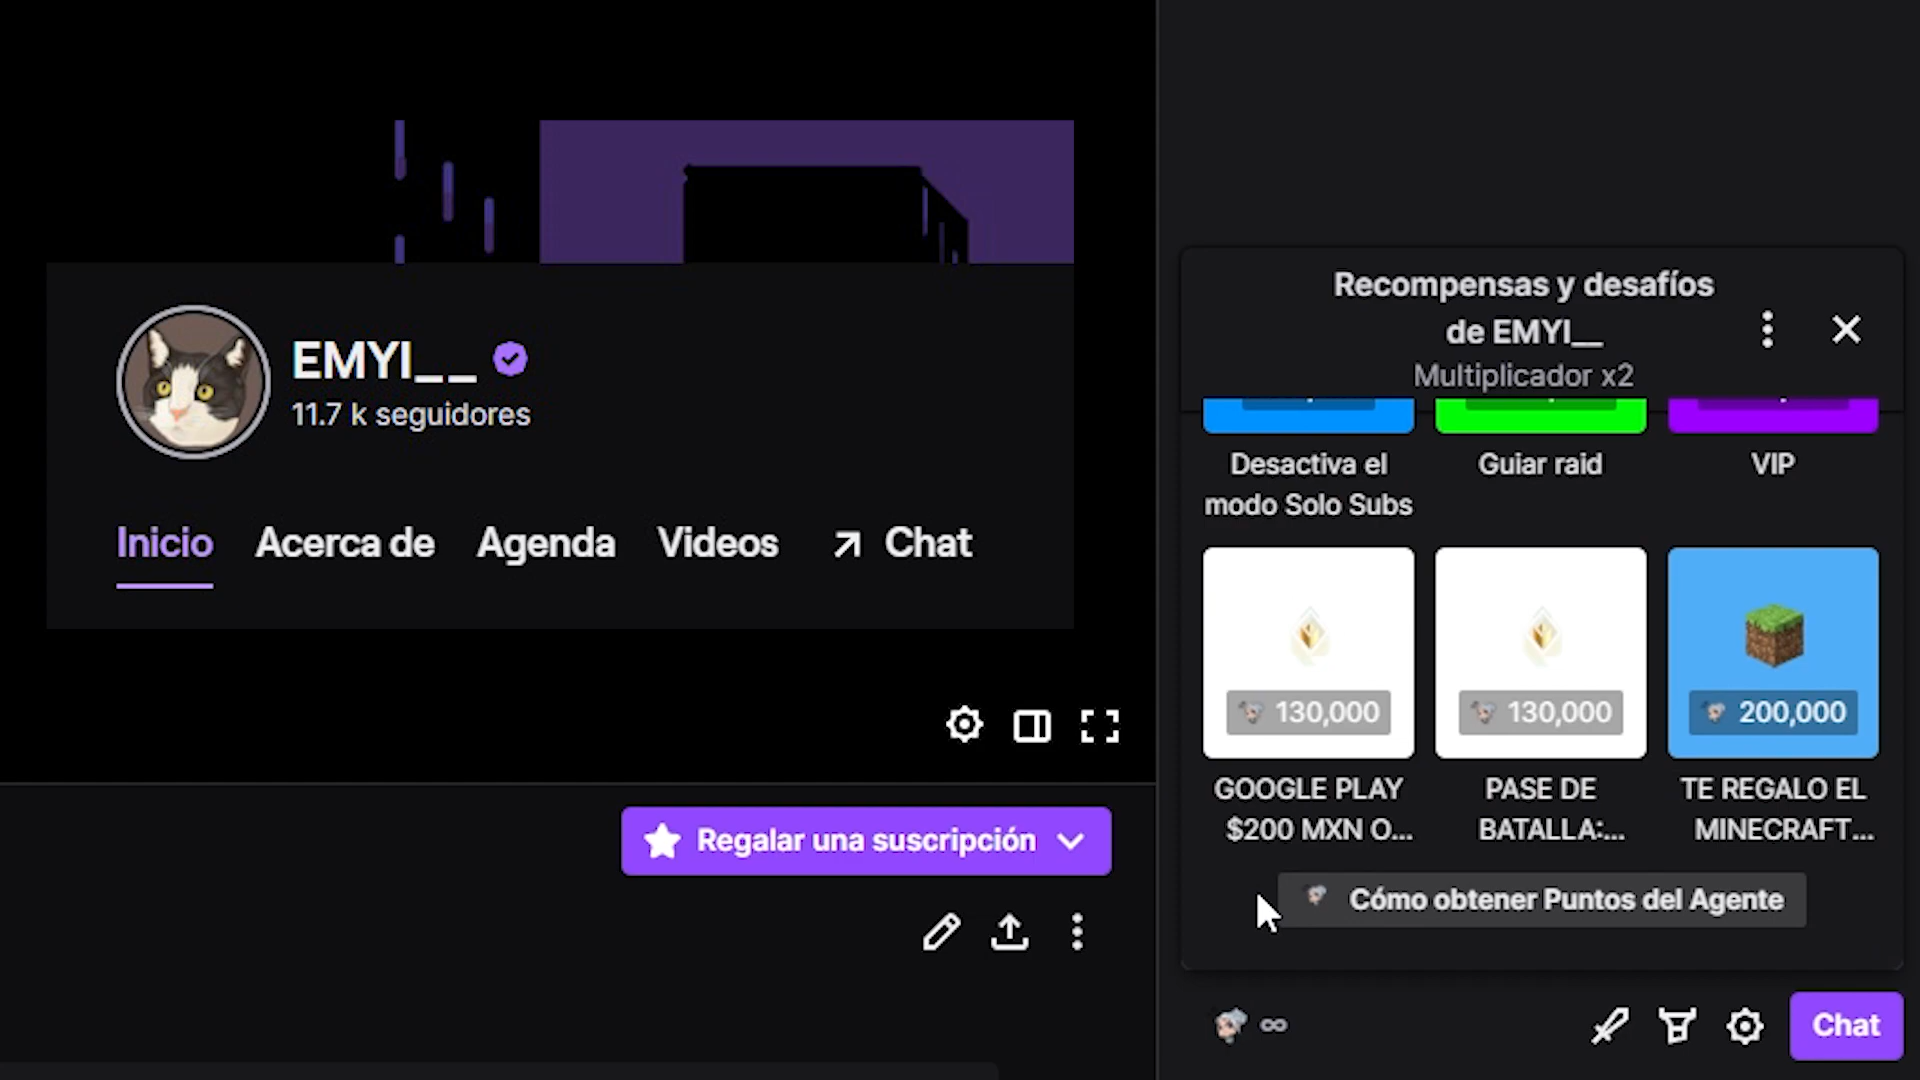 EMYI__
11.7 k seguidores
Inicio Acerca de Agenda Videos Chat
Regalar una suscripción
Recompensas y desafíos
de EMYI__
Multiplicador x2
Desactiva el
modo Solo Subs
Guiar raid
VIP
130,000
GOOGLE PLAY
$200 MXN O...
130,000
PASE DE
BATALLA:...
200,000
TE REGALO EL
MINECRAFT...
Cómo obtener Puntos del Agente
∞
Chat